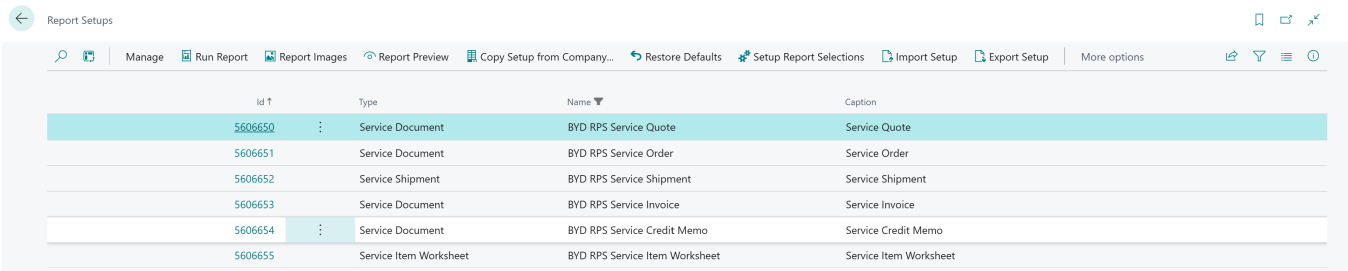 Report Setups
Manage Run Report Report Images Report Preview Copy Setup from Company... Restore Defaults Setup Report Selections Import Setup Export Setup More options
Id ↑ Type Name Caption
5606650 Service Document BYD RPS Service Quote Service Quote
5606651 Service Document BYD RPS Service Order Service Order
5606652 Service Shipment BYD RPS Service Shipment Service Shipment
5606653 Service Document BYD RPS Service Invoice Service Invoice
5606654 Service Document BYD RPS Service Credit Memo Service Credit Memo
5606655 Service Item Worksheet BYD RPS Service Item Worksheet Service Item Worksheet